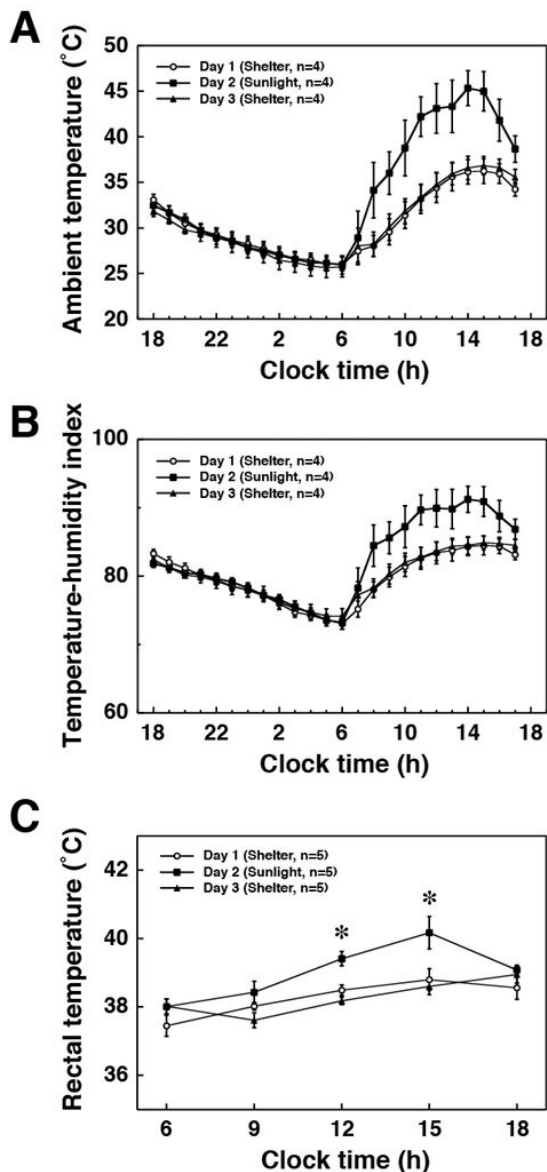 A
Ambient temperature (°C)
50
45
40
35
30
25
20
Day 1 (Shelter, n=4)
Day 2 (Sunlight, n=4)
Day 3 (Shelter, n=4)
18 22 2 6 10 14 18
Clock time (h)
B
Temperature-humidity index
100
80
60
Day 1 (Shelter, n=4)
Day 2 (Sunlight, n=4)
Day 3 (Shelter, n=4)
18 22 2 6 10 14 18
Clock time (h)
C
Rectal temperature (°C)
42
40
38
36
Day 1 (Shelter, n=5)
Day 2 (Sunlight, n=5)
Day 3 (Shelter, n=5)
* *
6 9 12 15 18
Clock time (h)